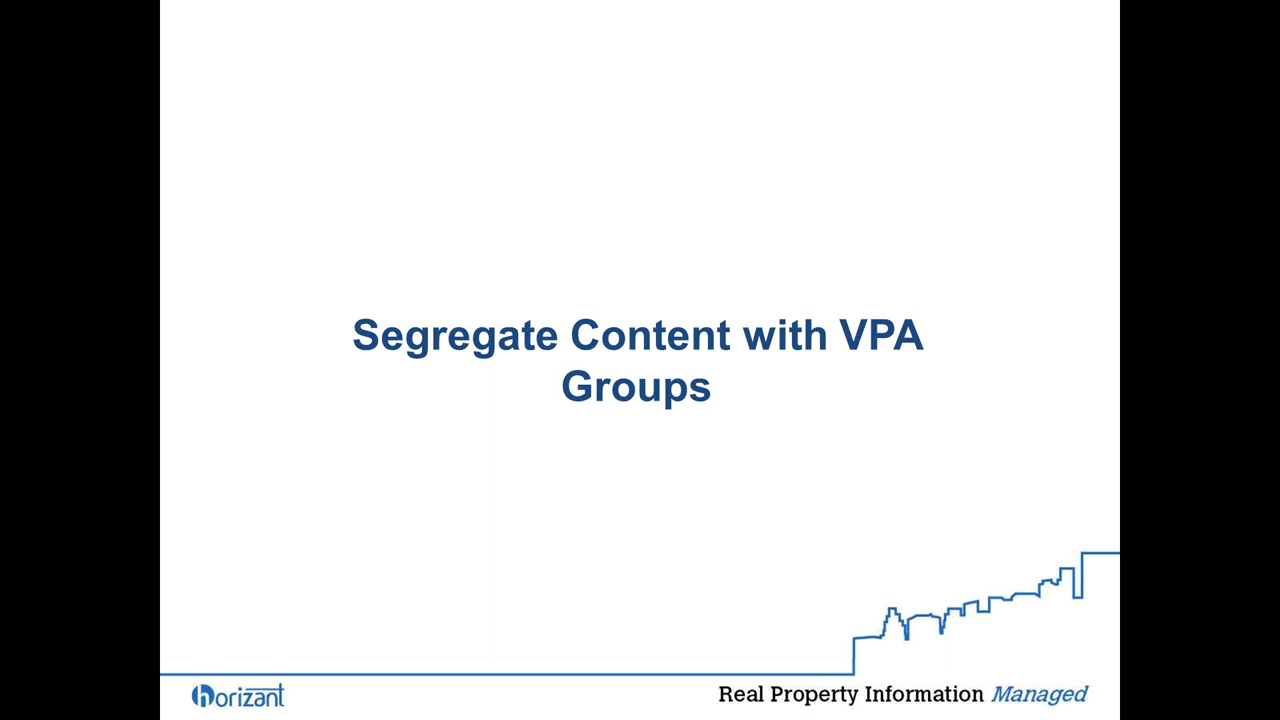 Segregate Content with VPA
Groups
horizant
Real Property Information Managed